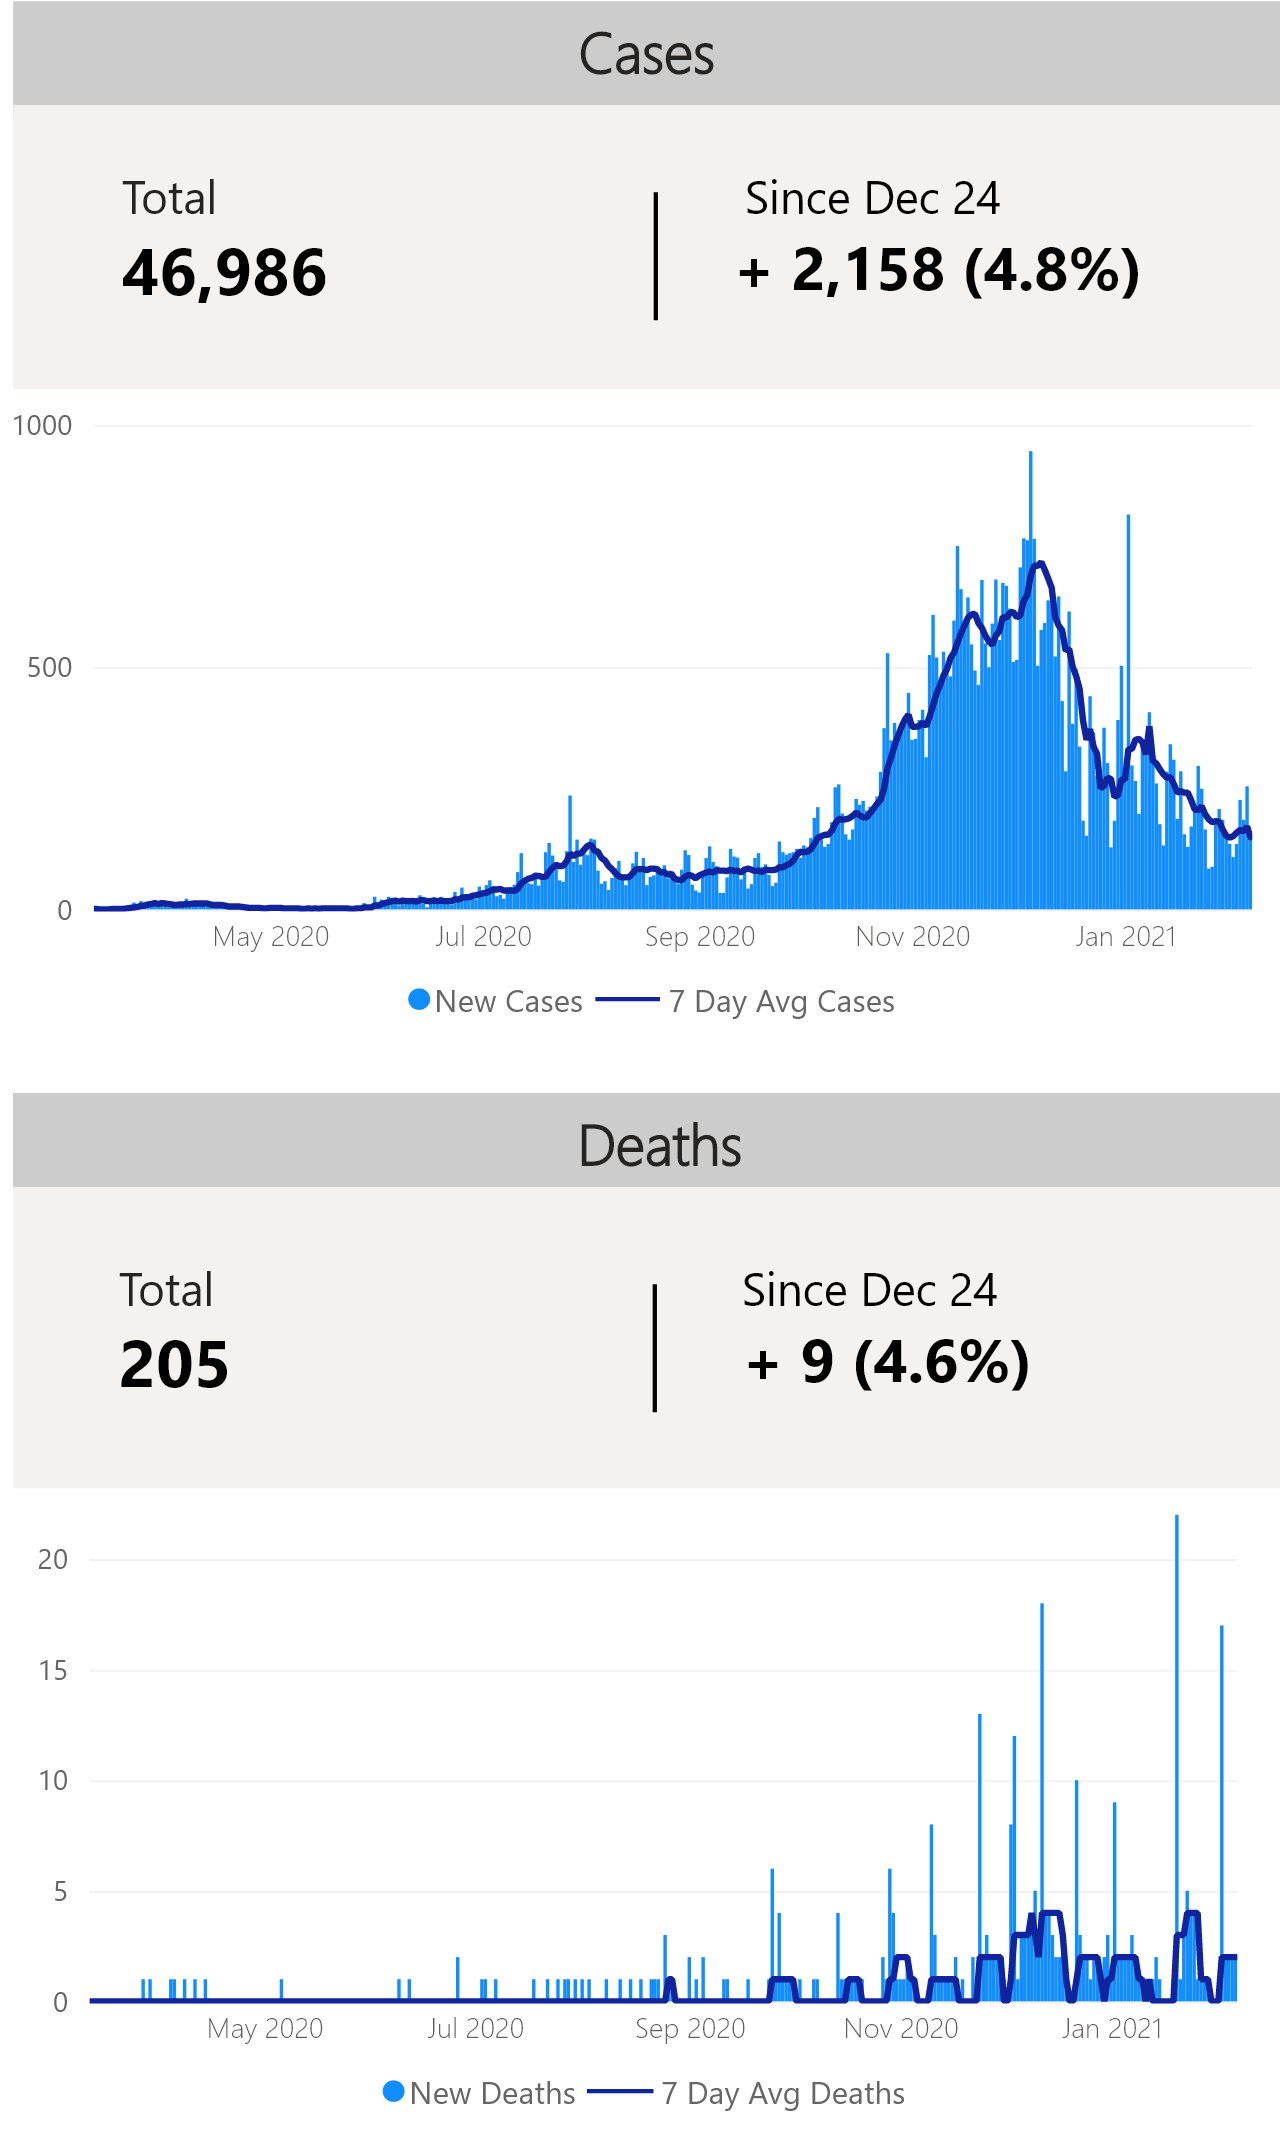 Cases
Total
Since Dec 24
46,986
+ 2,158 (4.8%)
1000
500
0
May 2020
Jul 2020
Sep 2020
Nov 2020
Jan 2021
New Cases
7 Day Avg Cases
Deaths
Total
Since Dec 24
205
+ 9 (4.6%)
20
15
10
5
0
May 2020
Jul 2020
Sep 2020
Nov 2020
Jan 2021
New Deaths
7 Day Avg Deaths